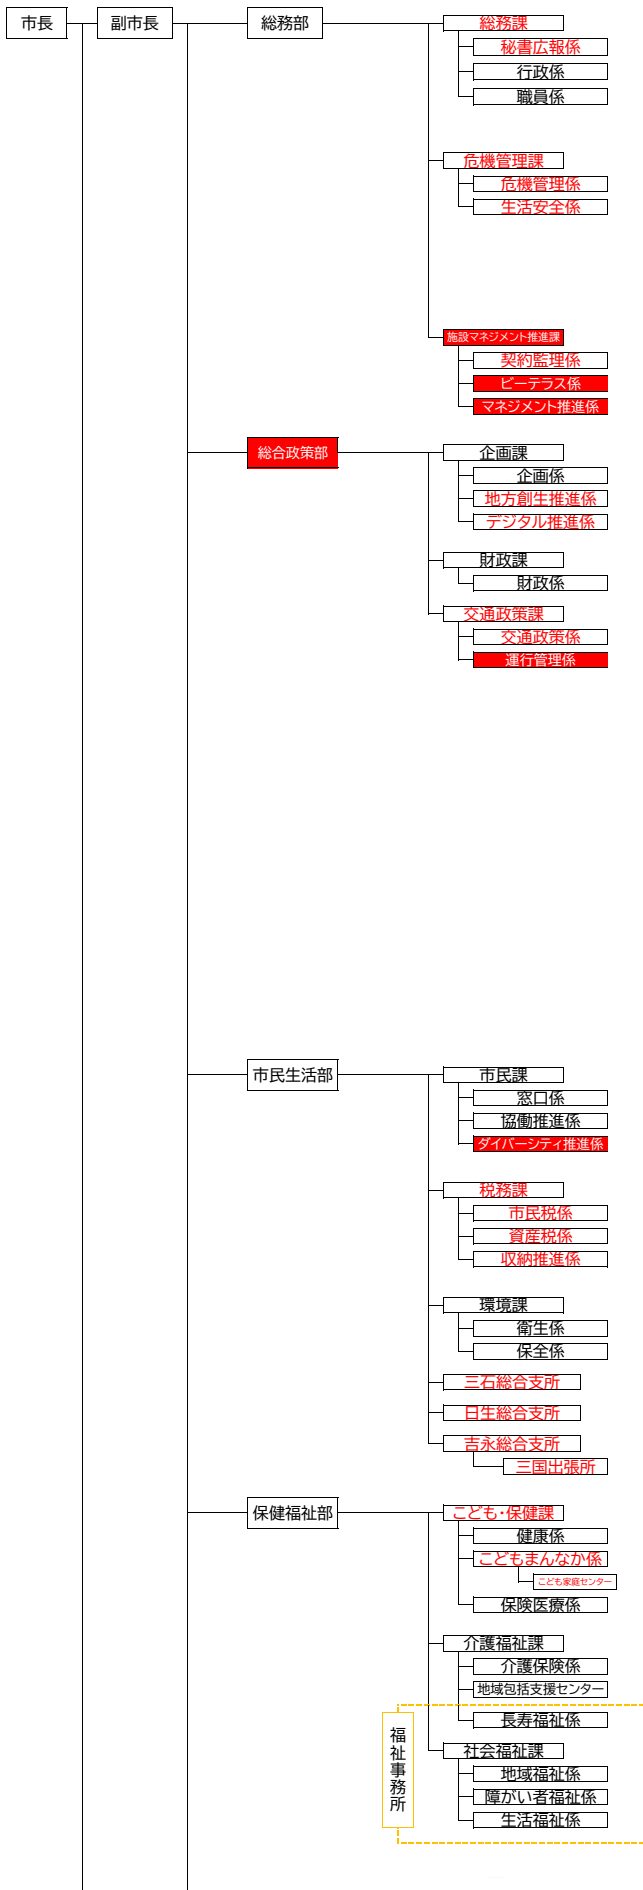 市長
副市長
総務部
総務課
秘書広報係
行政係
職員係
危機管理課
危機管理係
生活安全係
施設マネジメント推進課
契約監理係
ビーテラス係
マネジメント推進係
総合政策部
企画課
企画係
地方創生推進係
デジタル推進係
財政課
財政係
交通政策課
交通政策係
運行管理係
市民生活部
市民課
窓口係
協働推進係
ダイバーシティ推進係
税務課
市民税係
資産税係
収納推進係
環境課
衛生係
保全係
三石総合支所
日生総合支所
吉永総合支所
三国出張所
保健福祉部
こども・保健課
健康係
こどもまんなか係
こども家庭センター
保険医療係
介護福祉課
介護保険係
地域包括支援センター
長寿福祉係
福祉事務所
社会福祉課
地域福祉係
障がい者福祉係
生活福祉係